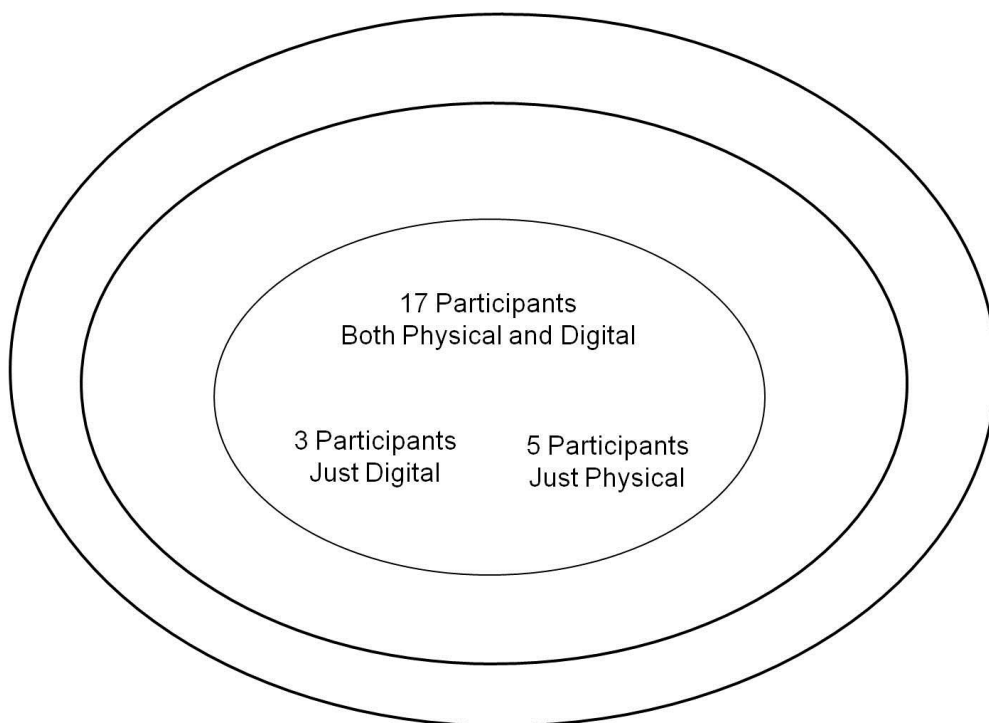 17 Participants
Both Physical and Digital
3 Participants
Just Digital
5 Participants
Just Physical